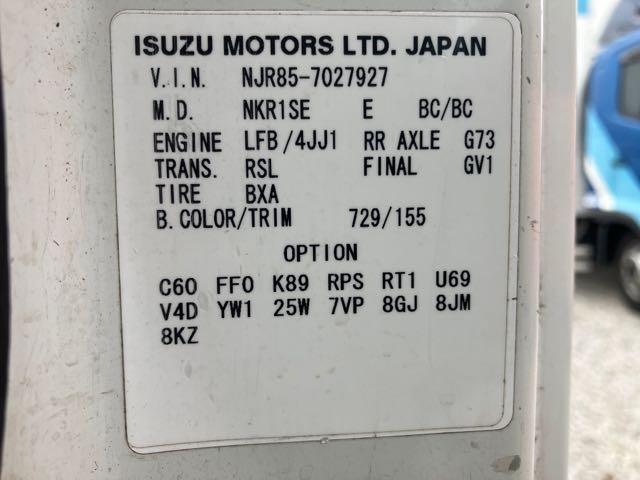 ISUZU MOTORS LTD. JAPAN
V.I.N. NJR85-7027927
M.D. NKR1SE E BC/BC
ENGINE LFB/4JJ1 RR AXLE G73
TRANS. RSL FINAL GV1
TIRE BXA
B.COLOR/TRIM 729/155
OPTION
C60 FF0 K89 RPS RT1 U69
V4D YW1 25W 7VP 8GJ 8JM
8KZ